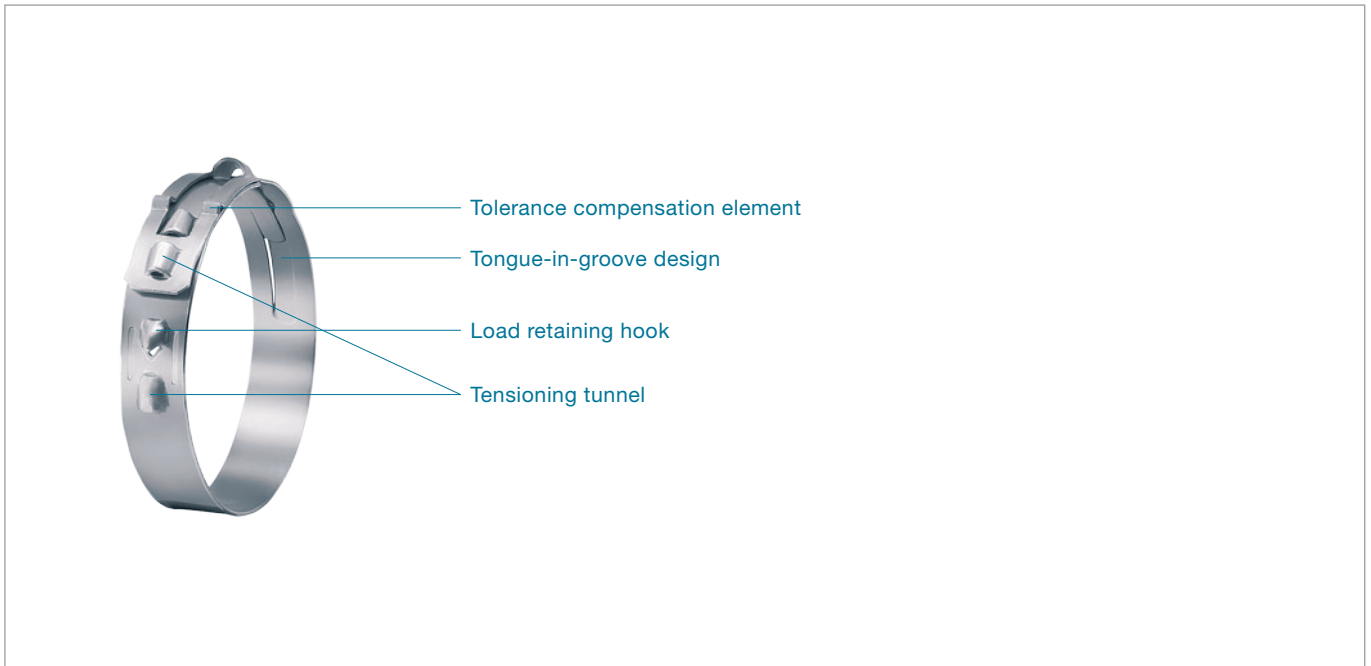 Tolerance compensation element
Tongue-in-groove design
Load retaining hook
Tensioning tunnel